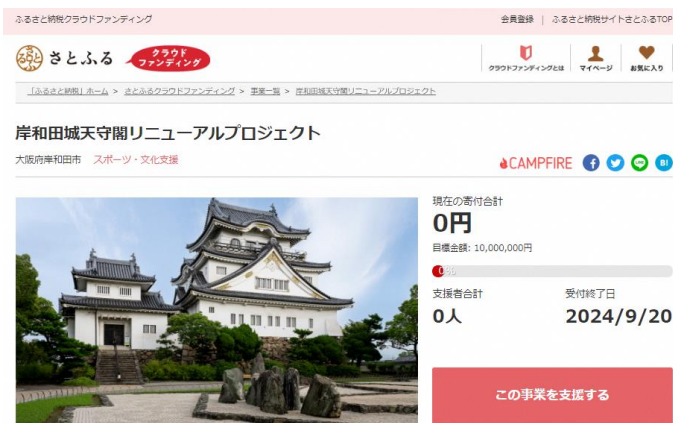 ふるさと納税クラウドファンディング
会員登録 | ふるさと納税サイトさとふるTOP
さとふる
クラウド
ファンディング
クラウドファンディングとは
マイページ
お気に入り
「ふるさと納税」ホーム > さとふるクラウドファンディング > 事業一覧 > 岸和田城天守閣リニューアルプロジェクト
岸和田城天守閣リニューアルプロジェクト
大阪府岸和田市 スポーツ・文化支援
CAMPFIRE
B!
現在の寄付合計
0円
目標金額: 10,000,000円
0%
支援者合計
受付終了日
0人
2024/9/20
この事業を支援する